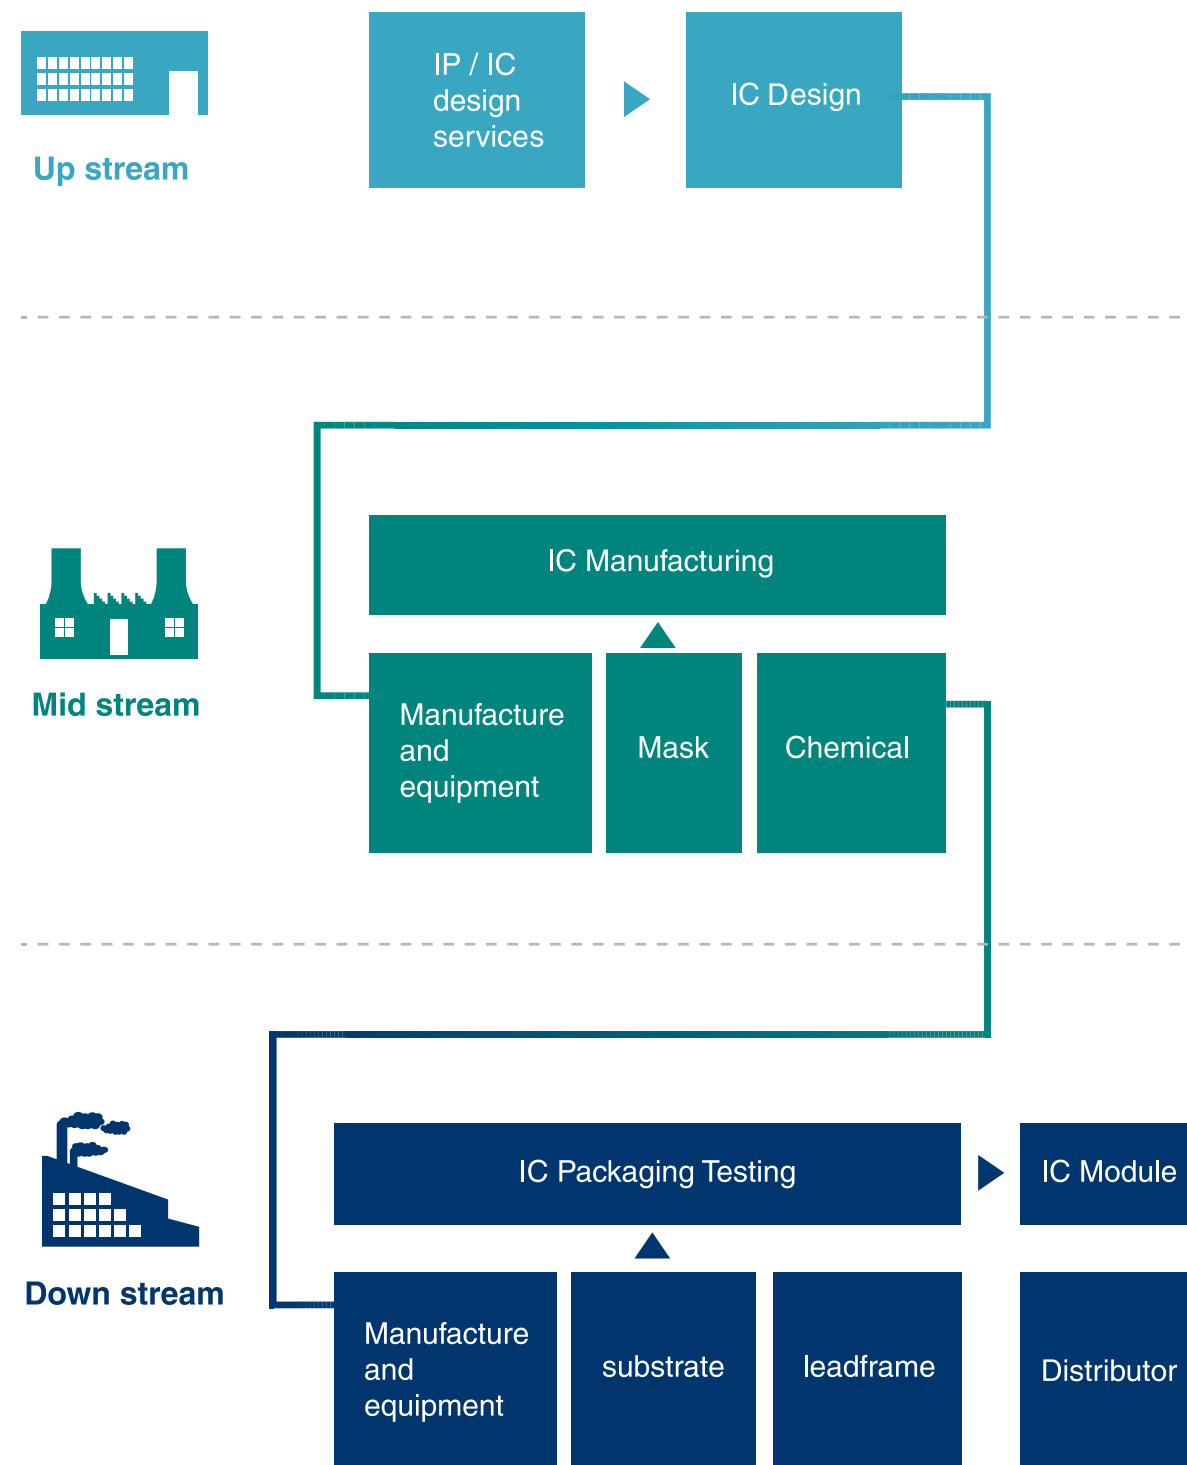 IP / IC
design
services
IC Design
Up stream
IC Manufacturing
Manufacture
and
equipment
Mask
Chemical
Mid stream
IC Packaging Testing
IC Module
Down stream
Manufacture
and
equipment
substrate
leadframe
Distributor